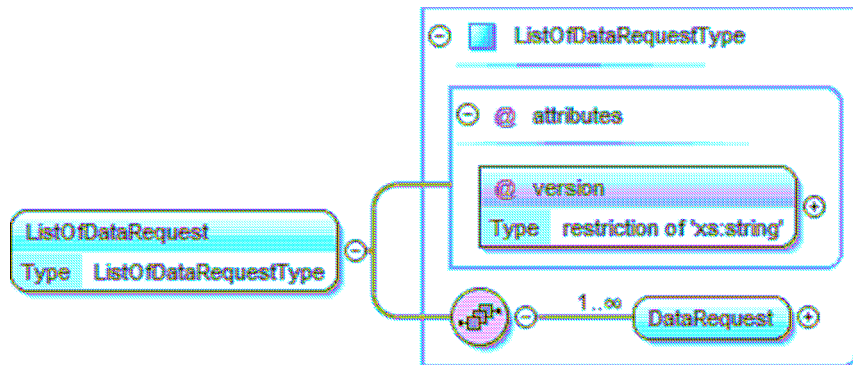 ListOfDataRequestType
@ attributes
@ version
Type restriction of 'xs:string'
ListOfDataRequest
Type ListOfDataRequestType
1..∞
DataRequest